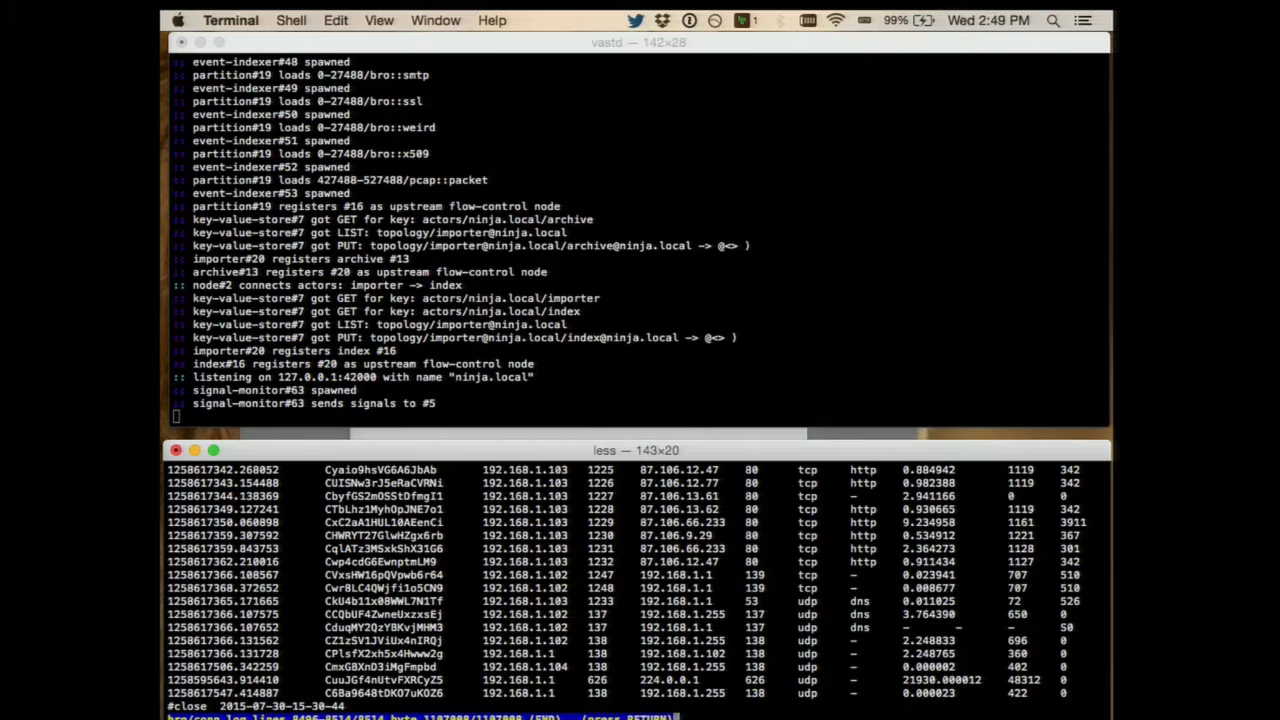 Terminal Shell Edit View Window Help 1 99% Wed 2:49 PM
vastd — 142×28
:: event-indexer#48 spawned
:: partition#19 loads 0-27488/bro::smtp
:: event-indexer#49 spawned
:: partition#19 loads 0-27488/bro::ssl
:: event-indexer#50 spawned
:: partition#19 loads 0-27488/bro::weird
:: event-indexer#51 spawned
:: partition#19 loads 0-27488/bro::x509
:: event-indexer#52 spawned
:: partition#19 loads 427488-527488/pcap::packet
:: event-indexer#53 spawned
:: partition#19 registers #16 as upstream flow-control node
:: key-value-store#7 got GET for key: actors/ninja.local/archive
:: key-value-store#7 got LIST: topology/importer@ninja.local
:: key-value-store#7 got PUT: topology/importer@ninja.local/archive@ninja.local -> @<> )
:: importer#20 registers archive #13
:: archive#13 registers #20 as upstream flow-control node
:: node#2 connects actors: importer -> index
:: key-value-store#7 got GET for key: actors/ninja.local/importer
:: key-value-store#7 got GET for key: actors/ninja.local/index
:: key-value-store#7 got LIST: topology/importer@ninja.local
:: key-value-store#7 got PUT: topology/importer@ninja.local/index@ninja.local -> @<> )
:: importer#20 registers index #16
:: index#16 registers #20 as upstream flow-control node
:: listening on 127.0.0.1:42000 with name "ninja.local"
:: signal-monitor#63 spawned
:: signal-monitor#63 sends signals to #5
less — 143×20
1258617342.268052 Cyaio9hsVG6A6JbAb 192.168.1.103 1225 87.106.12.47 80 tcp http 0.884942 1119 342
1258617343.154488 CUISNw3rJ5eRaCVRNi 192.168.1.103 1226 87.106.12.77 80 tcp http 0.982388 1119 342
1258617344.138369 CbyfGS2mOSStDfmgI1 192.168.1.103 1227 87.106.13.61 80 tcp - 2.941166 0 0
1258617349.127241 CTbLhz1MyhOpJNE7o1 192.168.1.103 1228 87.106.13.62 80 tcp http 0.930665 1119 342
1258617350.060898 CxC2aA1HUL10AEenCi 192.168.1.103 1229 87.106.66.233 80 tcp http 9.234958 1161 3911
1258617359.307592 CHWRYT27GlwHZgx6rb 192.168.1.103 1230 87.106.9.29 80 tcp http 0.534912 1221 367
1258617359.843753 CqlATz3MSxkShX31G6 192.168.1.103 1231 87.106.66.233 80 tcp http 2.364273 1128 301
1258617362.210016 Cwp4cdG6EwnptmLM9 192.168.1.103 1232 87.106.12.47 80 tcp http 0.911434 1127 342
1258617366.108567 CVxsHW16pQVpwb6r64 192.168.1.102 1247 192.168.1.1 139 tcp - 0.023941 707 510
1258617368.372652 Cwr8LC4QWjfi1o5CN9 192.168.1.102 1248 192.168.1.1 139 tcp - 0.008677 707 510
1258617365.171665 CkU4b11x08WWL7N1Tf 192.168.1.103 1233 192.168.1.1 53 udp dns 0.011025 72 526
1258617366.107575 CCQbUF4ZwneUxzxsEj 192.168.1.102 137 192.168.1.255 137 udp dns 3.764390 650 0
1258617366.107652 CduqMY2QzYBKvjMHM3 192.168.1.102 137 192.168.1.1 137 udp dns - - - S0
1258617366.131562 CZ1zSV1JViUx4nIRQj 192.168.1.102 138 192.168.1.255 138 udp - 2.248833 696 0
1258617366.131728 CPlsfX2xh5x4Hwww2g 192.168.1.1 138 192.168.1.102 138 udp - 2.248765 360 0
1258616506.342259 CmxGBXnD3iMgFmpbd 192.168.1.104 138 192.168.1.255 138 udp - 0.000002 402 0
1258595643.914410 CuuJGf4nUtvFXRCyZ5 192.168.1.1 626 224.0.0.1 626 udp - 21930.000012 48312 0
1258617547.414887 C6Ba9648tDKO7uKOZ6 192.168.1.1 138 192.168.1.255 138 udp - 0.000023 422 0
#close 2015-07-30-15-30-44
bro/conn.log lines 8496-8514/8514 byte 1107008/1107008 (END) (press RETURN)